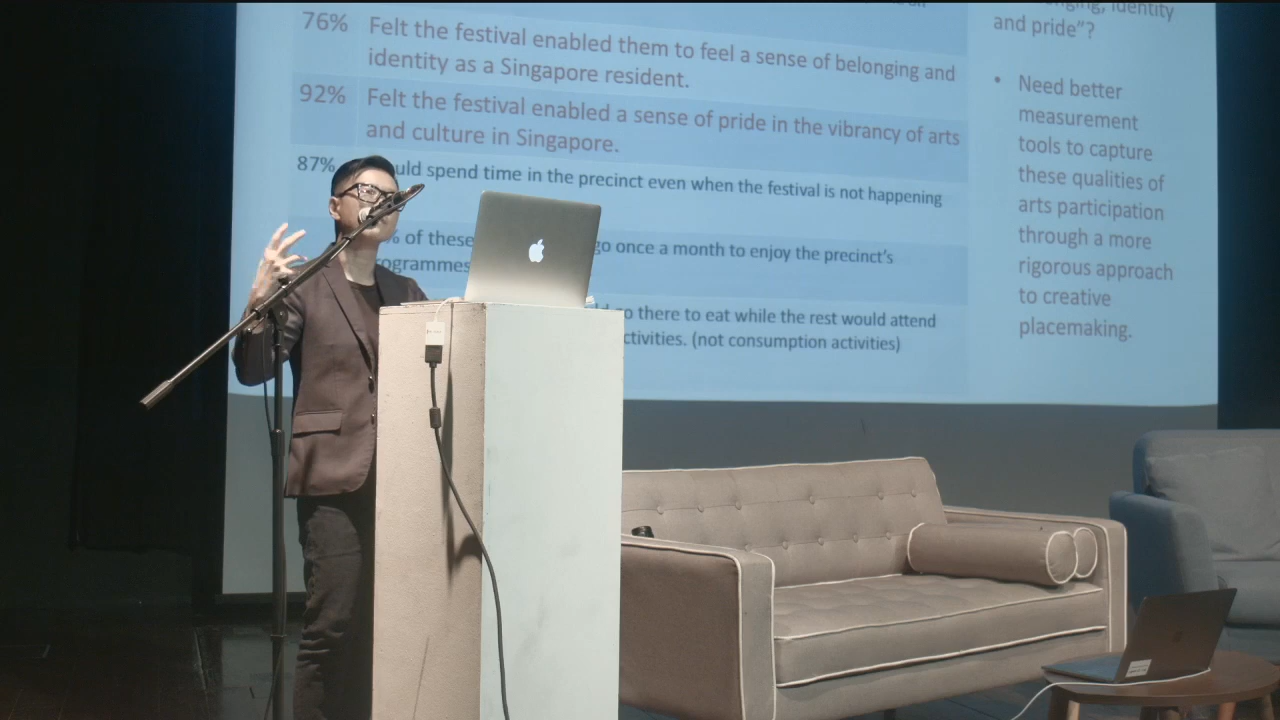 76% Felt the festival enabled them to feel a sense of belonging and
identity as a Singapore resident.
92% Felt the festival enabled a sense of pride in the vibrancy of arts
and culture in Singapore.
87% spend time in the precinct even when the festival is not happening
% of these go once a month to enjoy the precinct's
there to eat while the rest would attend
(not consumption activities)
identity
and pride"?
• Need better
measurement
tools to capture
these qualities of
arts participation
through a more
rigorous approach
to creative
placemaking.